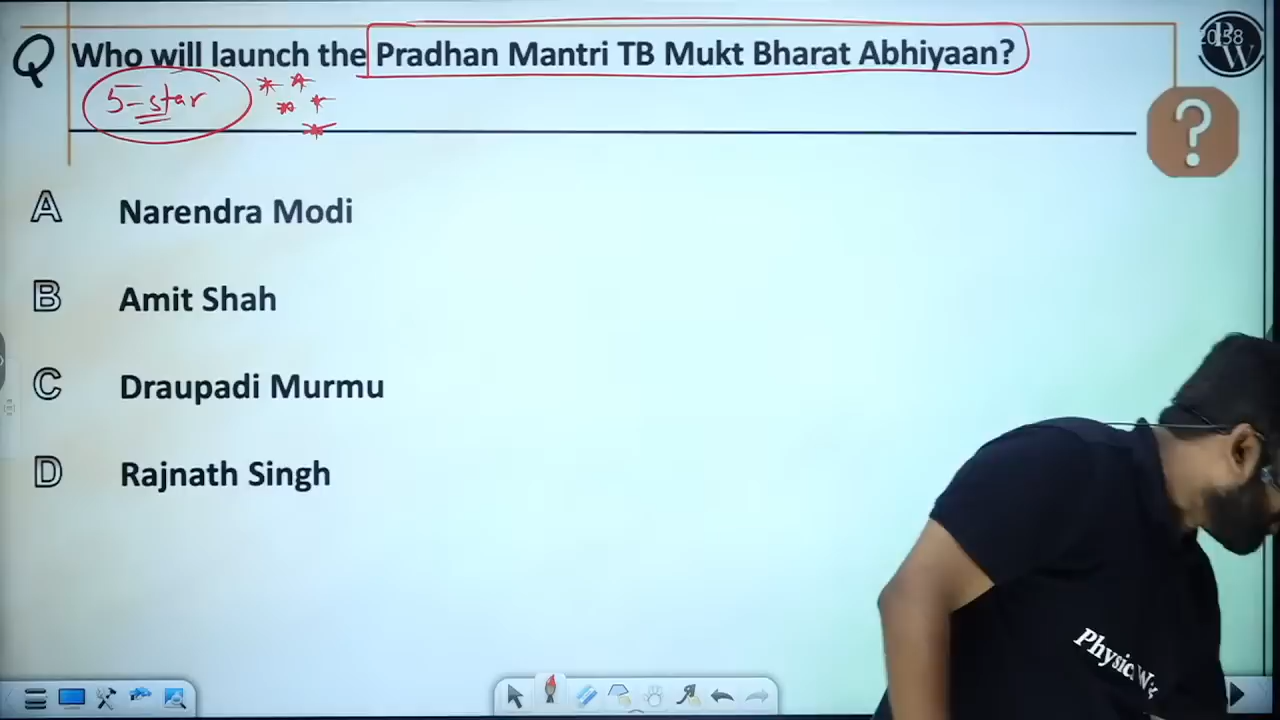 Q Who will launch the Pradhan Mantri TB Mukt Bharat Abhiyaan?
5-star
A Narendra Modi
B Amit Shah
C Draupadi Murmu
D Rajnath Singh